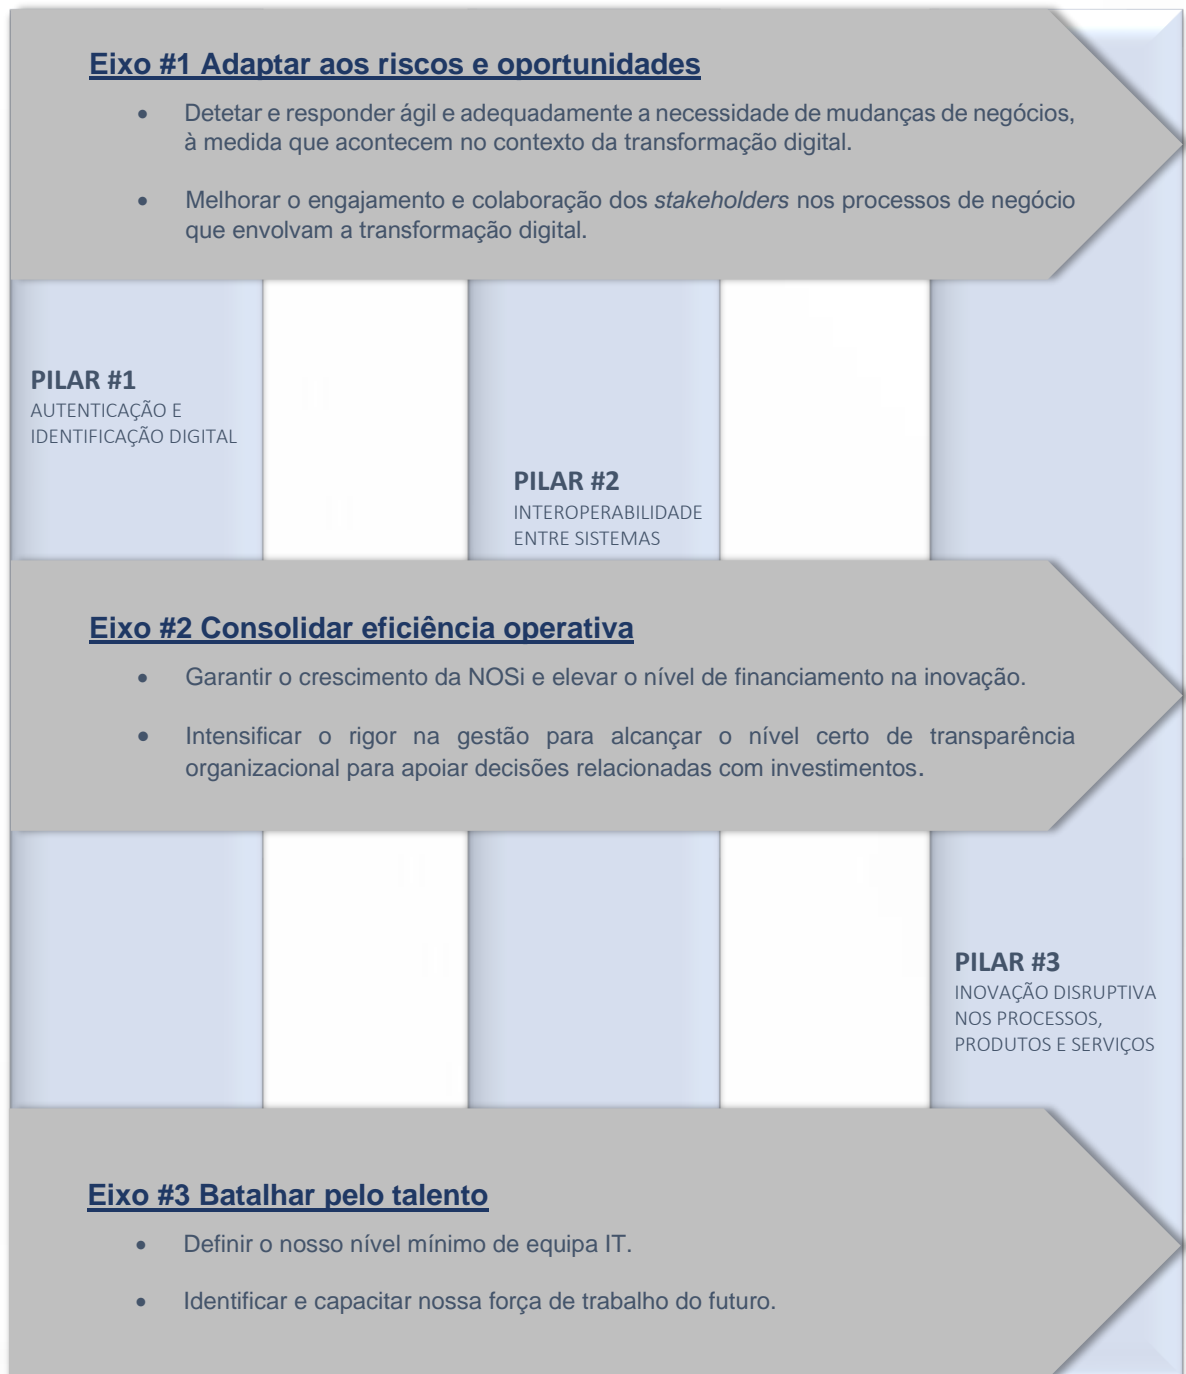 Eixo #1 Adaptar aos riscos e oportunidades
• Detetar e responder ágil e adequadamente a necessidade de mudanças de negócios,
à medida que acontecem no contexto da transformação digital.
• Melhorar o engajamento e colaboração dos stakeholders nos processos de negócio
que envolvam a transformação digital.
PILAR #1
AUTENTICAÇÃO E
IDENTIFICAÇÃO DIGITAL
PILAR #2
INTEROPERABILIDADE
ENTRE SISTEMAS
Eixo #2 Consolidar eficiência operativa
• Garantir o crescimento da NOSi e elevar o nível de financiamento na inovação.
• Intensificar o rigor na gestão para alcançar o nível certo de transparência
organizacional para apoiar decisões relacionadas com investimentos.
PILAR #3
INOVAÇÃO DISRUPTIVA
NOS PROCESSOS,
PRODUTOS E SERVIÇOS
Eixo #3 Batalhar pelo talento
• Definir o nosso nível mínimo de equipa IT.
• Identificar e capacitar nossa força de trabalho do futuro.